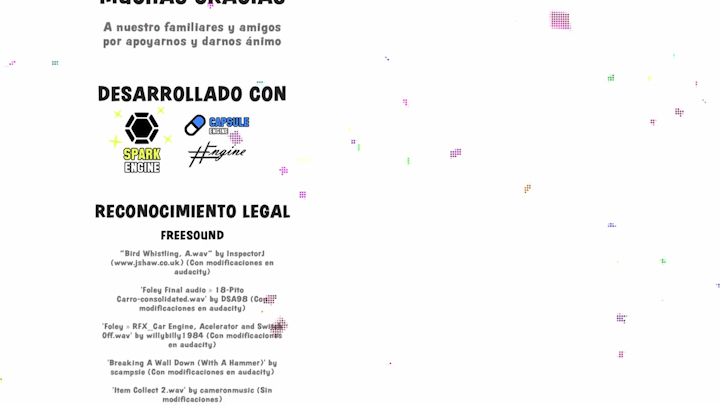 MUCHAS GRACIAS
A nuestro familiares y amigos
por apoyarnos y darnos ánimo
DESARROLLADO CON
SPARK
ENGINE
CAPSULE
ENGINE
#Engine
RECONOCIMIENTO LEGAL
FREESOUND
"Bird Whistling, A.wav" by InspectorJ
(www.jshaw.co.uk) (Con modificaciones en
audacity)
'Foley Final audio » 18-Pito
Carro-consolidated.wav' by DSA98 (Con
modificaciones en audacity)
'Foley » RFX_Car Engine, Acelerator and Switch
Off.wav' by willybilly1984 (Con modificaciones
en audacity)
'Breaking A Wall Down (With A Hammer)' by
scampsie (Con modificaciones en audacity)
'Item Collect 2.wav' by cameronmusic (Sin
modificaciones)